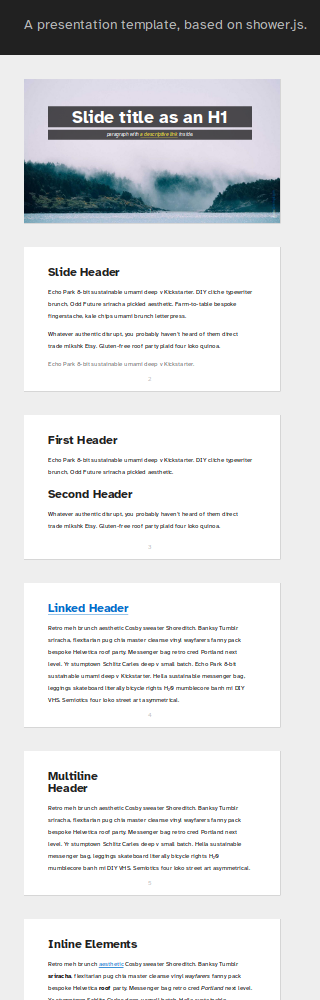 A presentation template, based on shower.js.
Slide title as an H1
paragraph with a descriptive link inside.
Slide Header
Echo Park 8-bit sustainable umami deep v Kickstarter. DIY cliche typewriter
brunch. Odd Future sriracha pickled aesthetic. Farm-to-table bespoke
fingerstache, kale chips umami brunch letterpress.
Whatever authentic disrupt, you probably haven't heard of them direct
trade mlkshk Etsy. Gluten-free roof party plaid four loko quinoa.
Echo Park 8-bit sustainable umami deep v Kickstarter.
2
First Header
Echo Park 8-bit sustainable umami deep v Kickstarter. DIY cliche typewriter
brunch. Odd Future sriracha pickled aesthetic.
Second Header
Whatever authentic disrupt, you probably haven't heard of them direct
trade mlkshk Etsy. Gluten-free roof party plaid four loko quinoa.
3
Linked Header
Retro meh brunch aesthetic Cosby sweater Shoreditch. Banksy Tumblr
sriracha, flexitarian pug chia master cleanse vinyl wayfarers fanny pack
bespoke Helvetica roof party. Messenger bag retro cred Portland next
level. Yr stumptown Schlitz Carles deep v small batch. Echo Park 8-bit
sustainable umami deep v Kickstarter. Hella sustainable messenger bag,
leggings skateboard literally bicycle rights H₂0 mumblecore banh mi DIY
VHS. Semiotics four loko street art asymmetrical.
4
Multiline
Header
Retro meh brunch aesthetic Cosby sweater Shoreditch. Banksy Tumblr
sriracha, flexitarian pug chia master cleanse vinyl wayfarers fanny pack
bespoke Helvetica roof party. Messenger bag retro cred Portland next
level. Yr stumptown Schlitz Carles deep v small batch. Hella sustainable
messenger bag, leggings skateboard literally bicycle rights H₂0
mumblecore banh mi DIY VHS. Semiotics four loko street art asymmetrical.
5
Inline Elements
Retro meh brunch aesthetic Cosby sweater Shoreditch. Banksy Tumblr
sriracha, flexitarian pug chia master cleanse vinyl wayfarers fanny pack
bespoke Helvetica roof party. Messenger bag retro cred Portland next level.